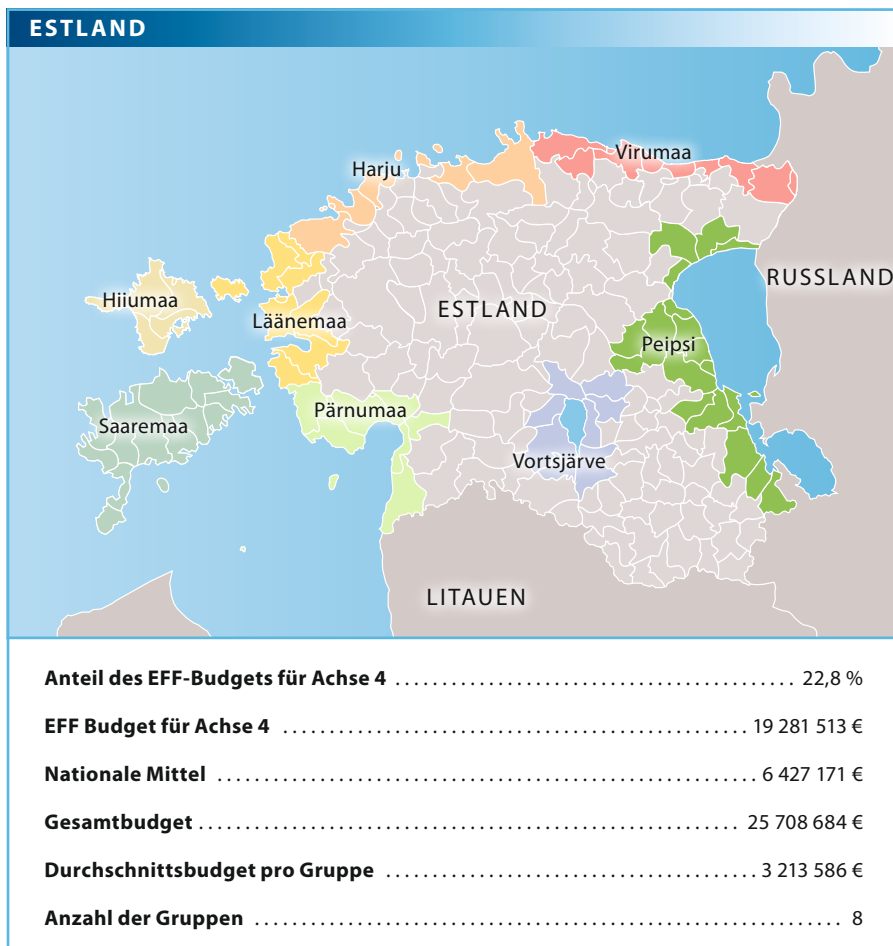 ESTLAND
Virumaa
Harju
RUSSLAND
Hiiumaa
ESTLAND
Läänemaa
Peipsi
Pärnumaa
Saaremaa
Vortsjärve
LITAUEN
Anteil des EFF-Budgets für Achse 4 ........................................ 22,8 %
EFF Budget für Achse 4 .................................................... 19 281 513 €
Nationale Mittel ............................................................ 6 427 171 €
Gesamtbudget ............................................................ 25 708 684 €
Durchschnittsbudget pro Gruppe ........................................ 3 213 586 €
Anzahl der Gruppen ............................................................ 8